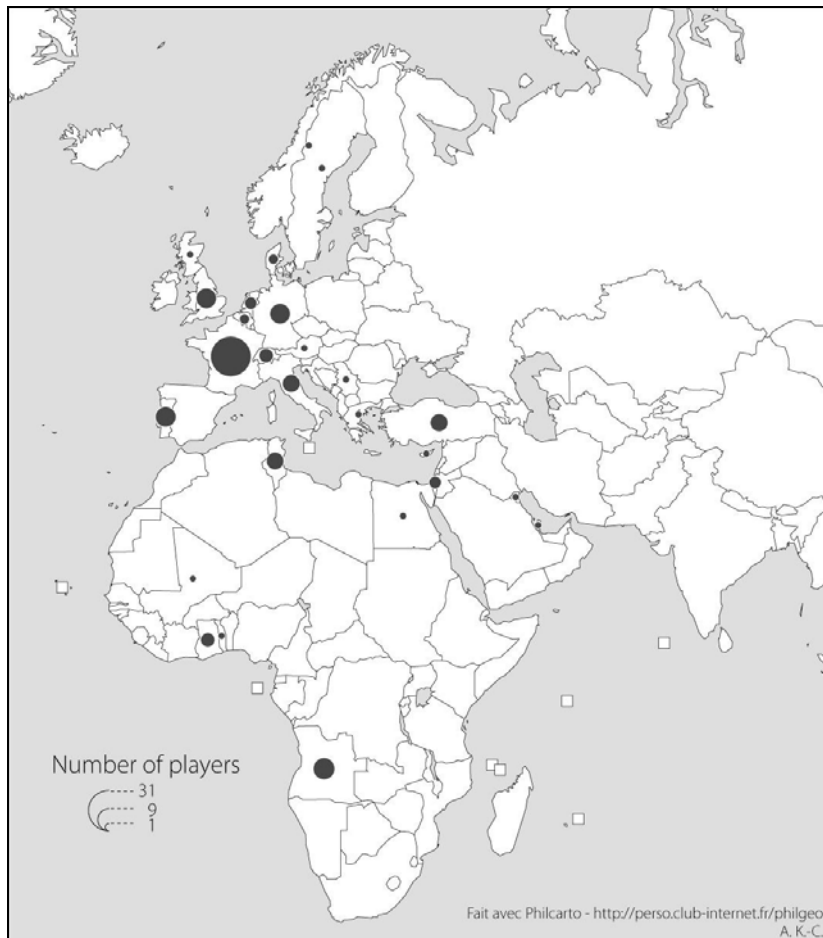 Number of players
31
9
1
Fait avec Philcarto - http://perso.club-internet.fr/philgeo
A. K.-C.